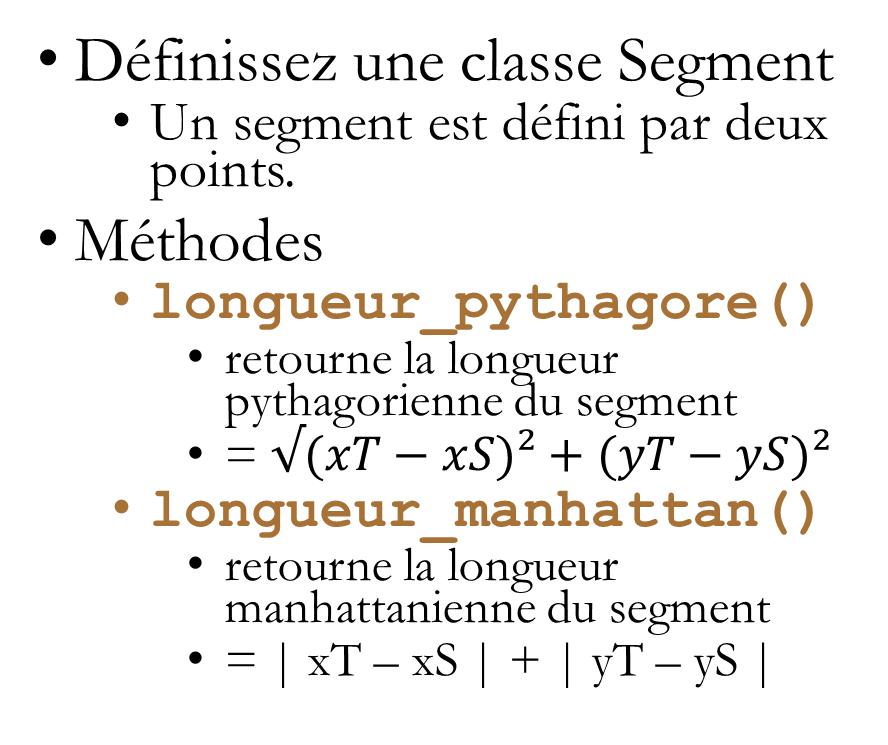 • Définissez une classe Segment
• Un segment est défini par deux
points.
• Méthodes
• longueur_pythagore()
• retourne la longueur
pythagorienne du segment
• = √(xT − xS)² + (yT − yS)²
• longueur_manhattan()
• retourne la longueur
manhattanienne du segment
• = | xT – xS | + | yT – yS |